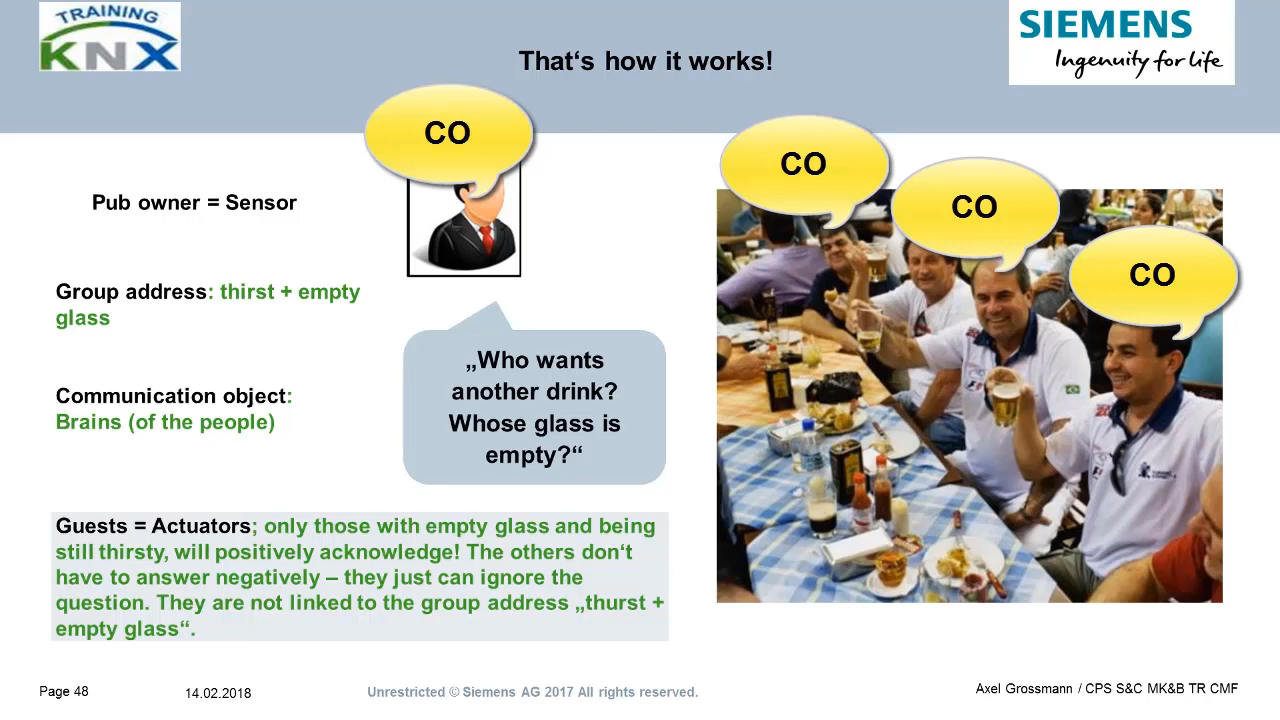 TRAINING
KNX
That‘s how it works!
SIEMENS
Ingenuity for life
CO
CO
CO
CO
Pub owner = Sensor
Group address: thirst + empty
glass
Communication object:
Brains (of the people)
„Who wants
another drink?
Whose glass is
empty?“
Guests = Actuators; only those with empty glass and being
still thirsty, will positively acknowledge! The others don‘t
have to answer negatively – they just can ignore the
question. They are not linked to the group address „thurst +
empty glass“.
Page 48
14.02.2018
Unrestricted © Siemens AG 2017 All rights reserved.
Axel Grossmann / CPS S&C MK&B TR CMF